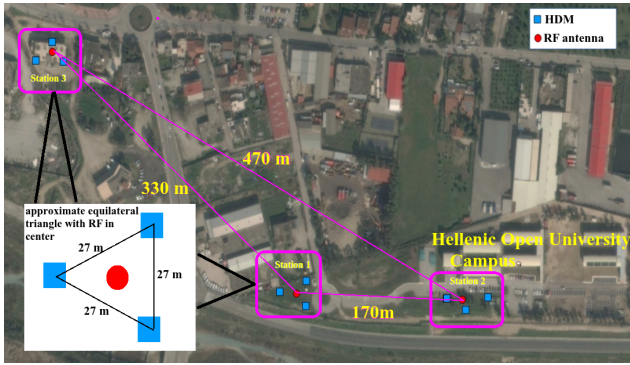 HDM
RF antenna
Station 3
470 m
330 m
approximate equilateral
triangle with RF in
center
27 m
27 m
27 m
Hellenic Open University
Campus
Station 1
Station 2
170m